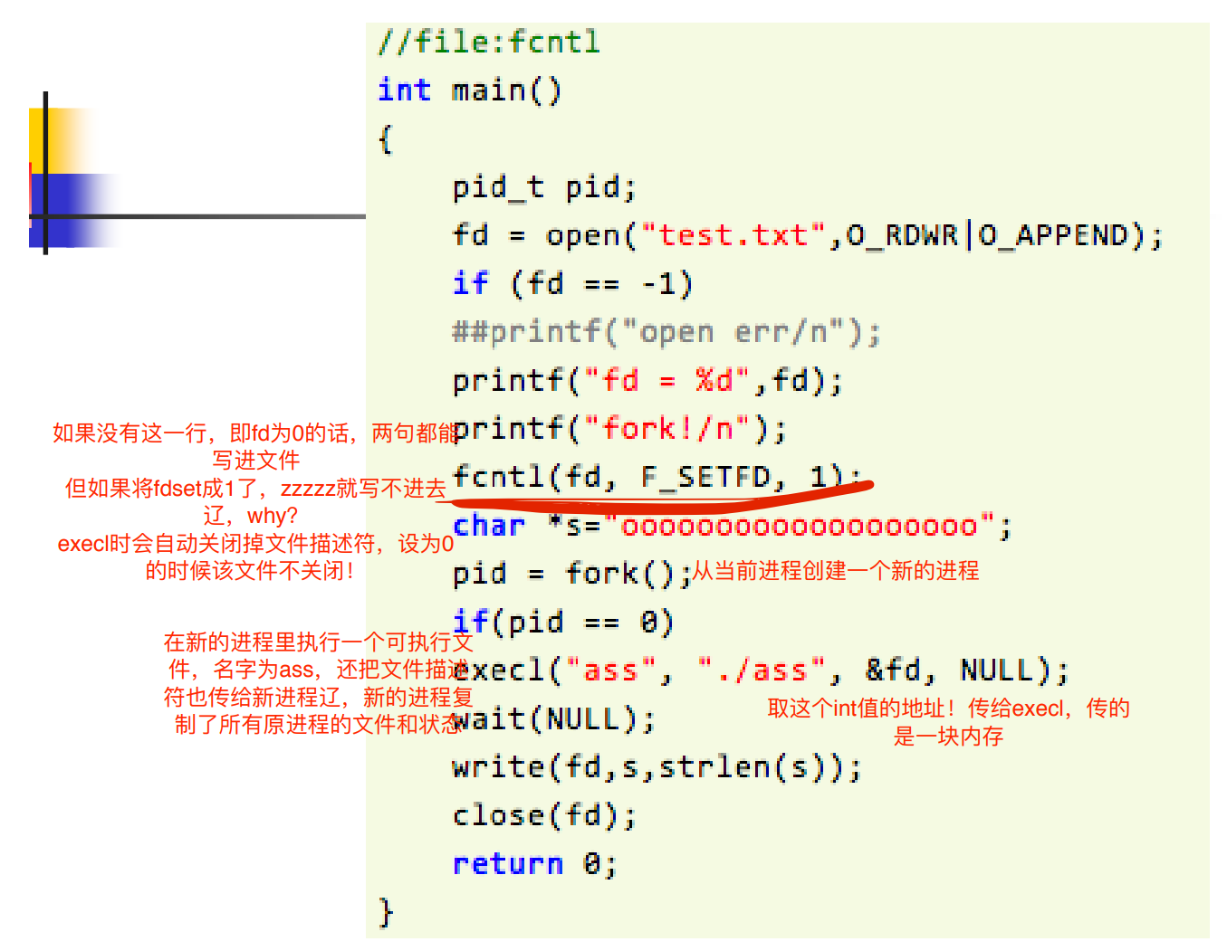 //file:fcntl
int main()
{
pid_t pid;
fd = open("test.txt",O_RDWR|O_APPEND);
if (fd == -1)
##printf("open err/n");
printf("fd = %d",fd);
printf("fork!/n");
fcntl(fd, F_SETFD, 1);
char *s="ooooooooooooooooooo";
pid = fork();
if(pid == 0)
execl("ass", "./ass", &fd, NULL);
wait(NULL);
write(fd,s,strlen(s));
close(fd);
return 0;
}
如果没有这一行，即fd为0的话，两句都能
写进文件
但如果将fdset成1了，zzzzz就写不进去
辽，why?
execl时会自动关闭掉文件描述符，设为0
的时候该文件不关闭！
从当前进程创建一个新的进程
在新的进程里执行一个可执行文
件，名字为ass，还把文件描述
符也传给新进程辽，新的进程复
制了所有原进程的文件和状态
取这个int值的地址！传给execl，传的
是一块内存